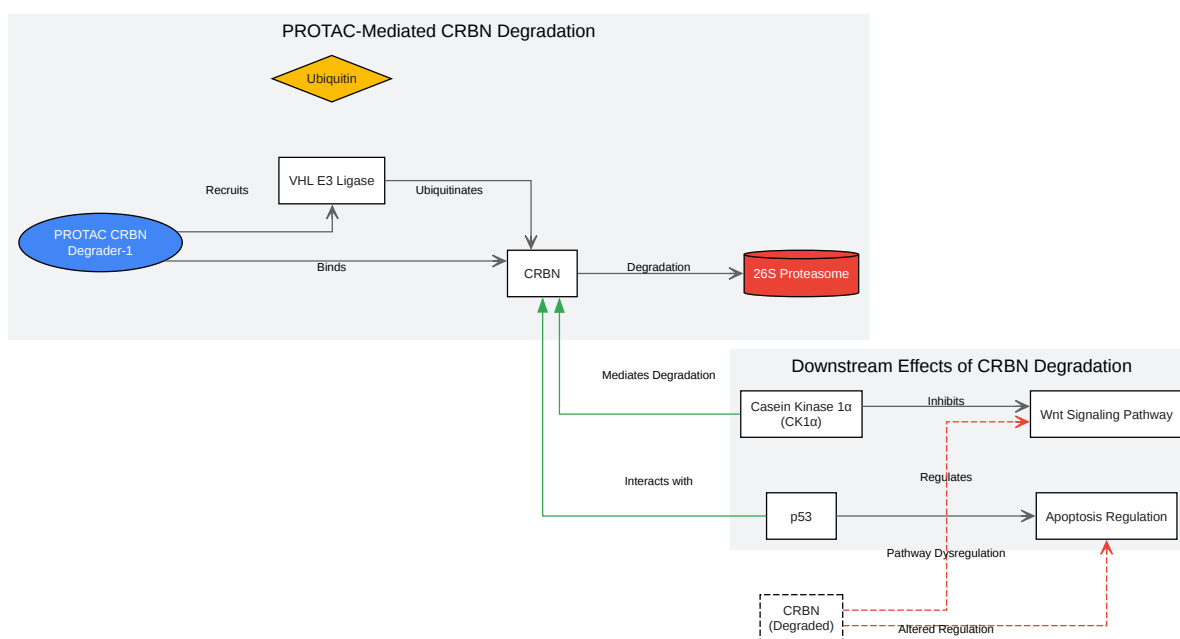 PROTAC-Mediated CRBN Degradation
Ubiquitin
VHL E3 Ligase
Recruits
Ubiquitinates
PROTAC CRBN
Degrader-1
Binds
CRBN
Degradation
26S Proteasome
Downstream Effects of CRBN Degradation
Mediates Degradation
Casein Kinase 1α
(CK1α)
Inhibits
Wnt Signaling Pathway
Interacts with
Regulates
p53
Apoptosis Regulation
Pathway Dysregulation
CRBN
(Degraded)
Altered Regulation